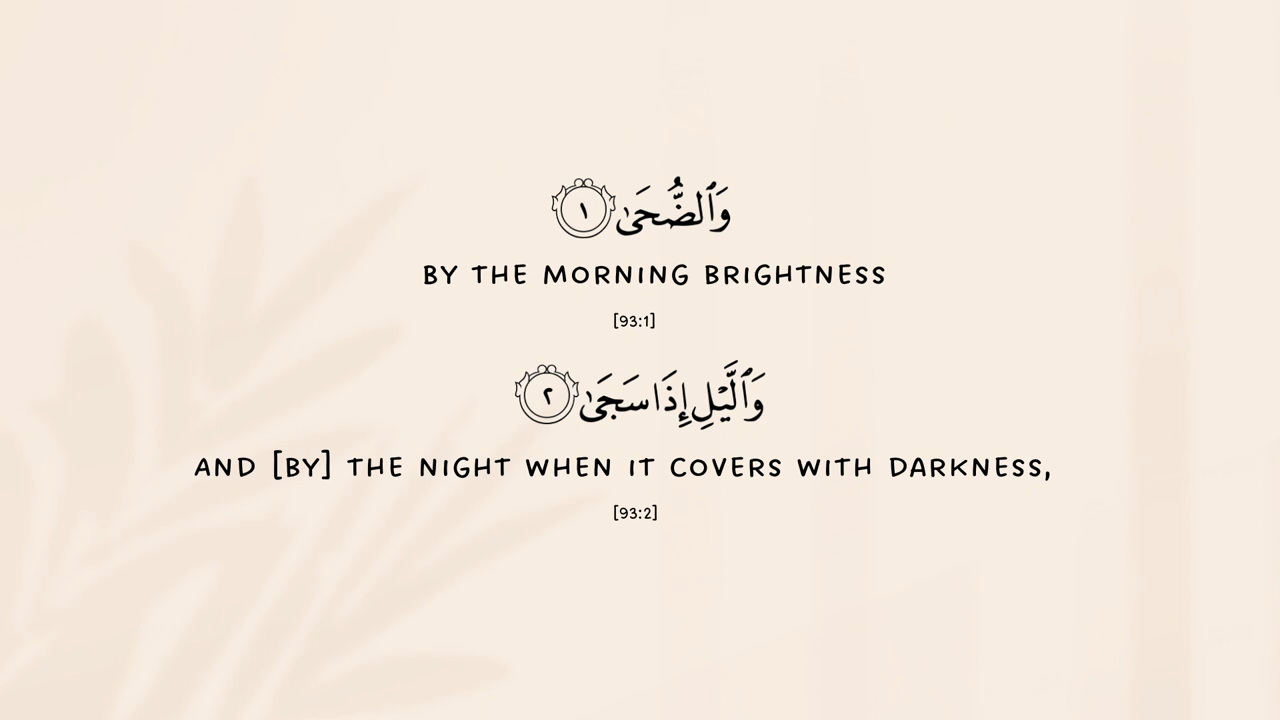 وَٱلضُّحَىٰ ١
BY THE MORNING BRIGHTNESS
[93:1]
وَٱلَّيْلِ إِذَا سَجَىٰ ٢
AND [BY] THE NIGHT WHEN IT COVERS WITH DARKNESS,
[93:2]